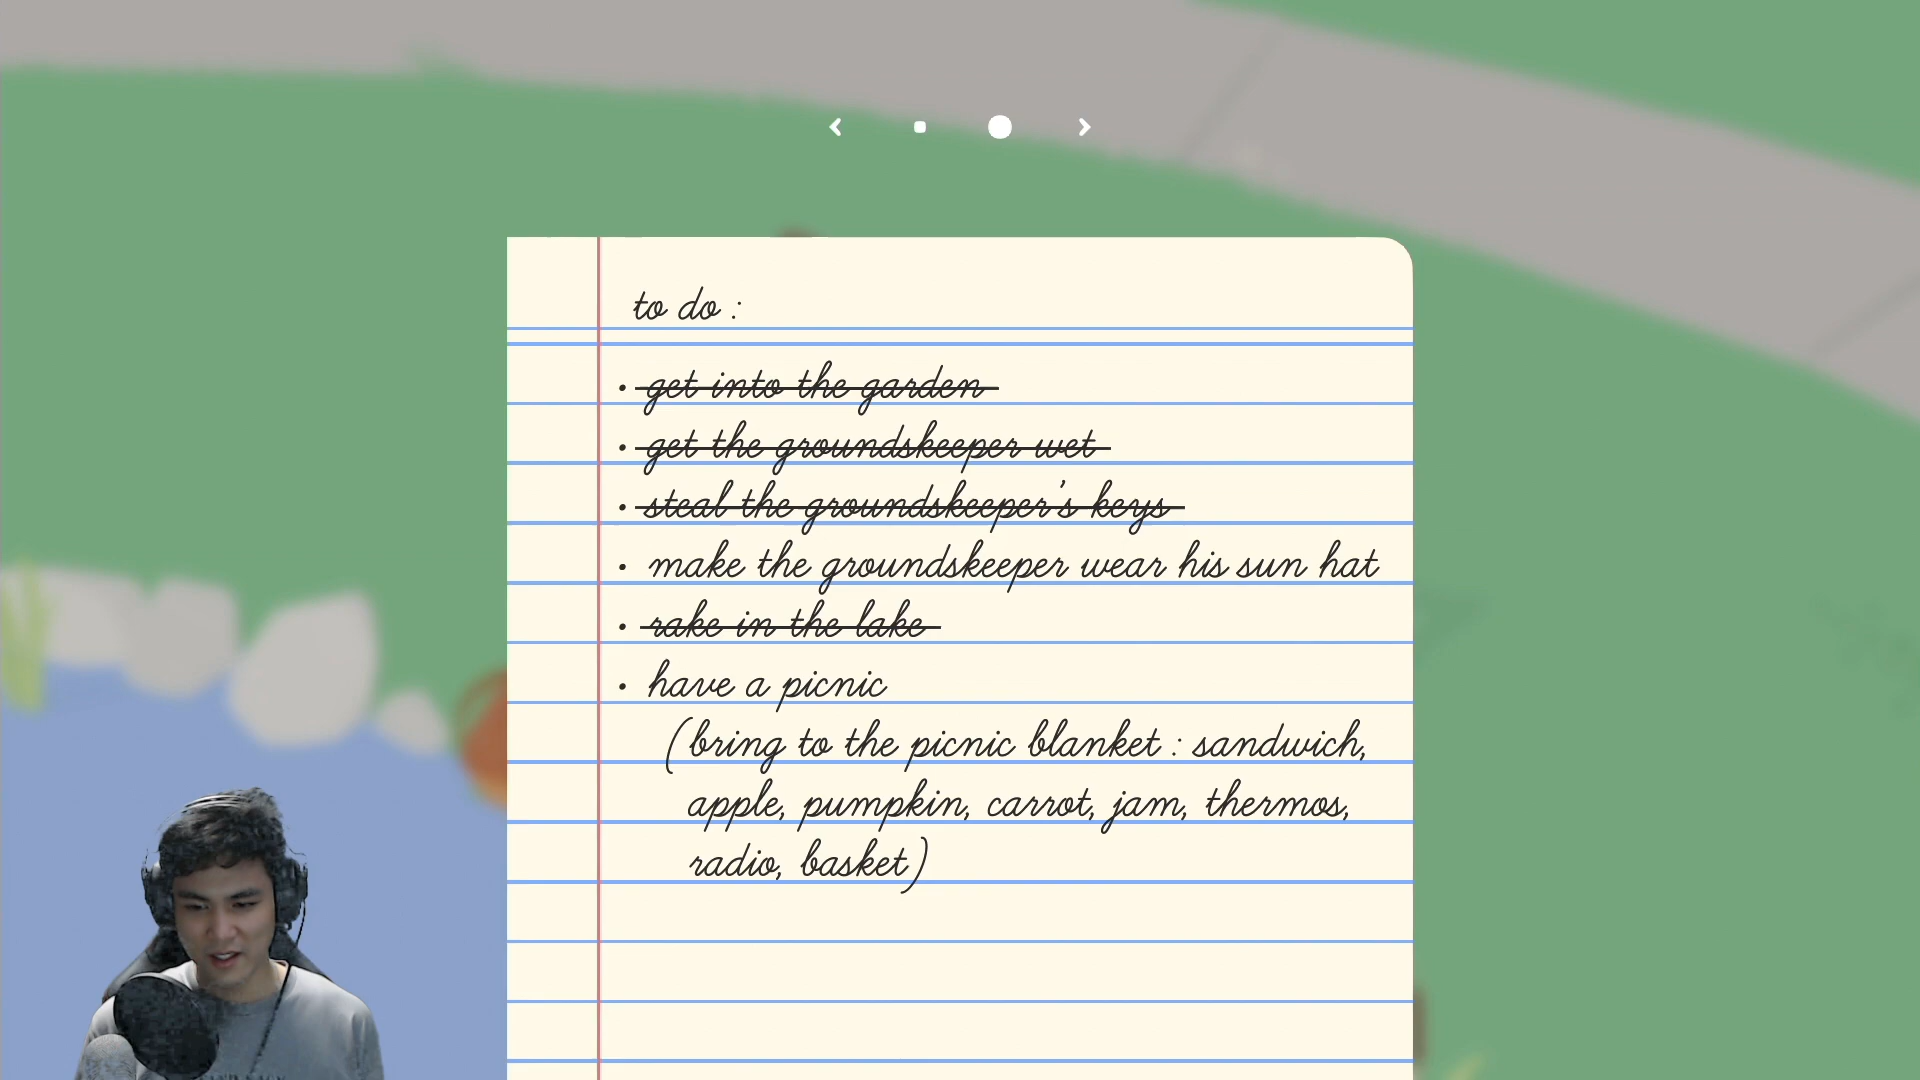 to do :
• get into the garden
• get the groundskeeper wet
• steal the groundskeeper's keys
• make the groundskeeper wear his sun hat
• rake in the lake
• have a picnic
(bring to the picnic blanket : sandwich,
apple, pumpkin, carrot, jam, thermos,
radio, basket)